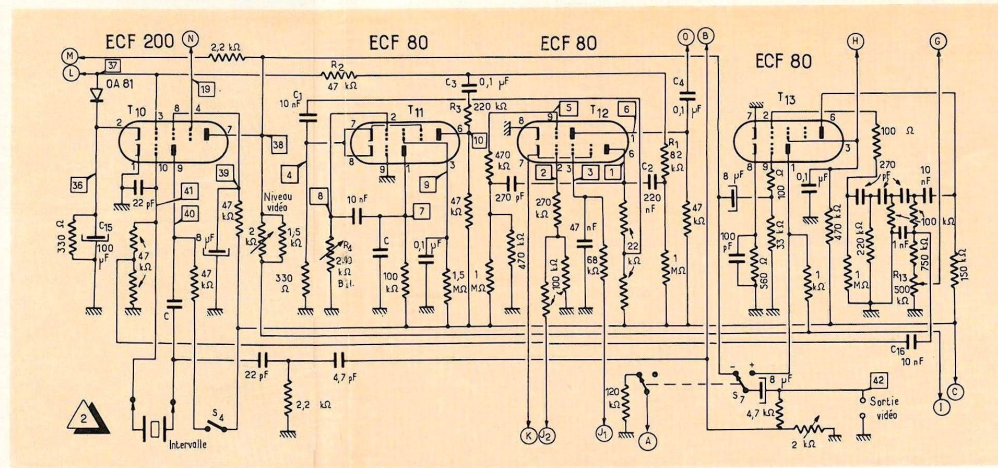 ECF 200
ECF 80
ECF 80
ECF 80
M
L
N
O
B
H
G
37
OA 81
2,2 kΩ
R2
47 kΩ
19
C1
10 nF
C3
0,1 µF
R3
220 kΩ
C4
0,1 µF
T10
T11
T12
T13
5
6
10
38
4
9
2
3
1
R1
82 kΩ
C2
220 nF
36
41
40
39
8
7
330 Ω
C15
100 µF
22 pF
47 kΩ
47 kΩ
8 µF
47 kΩ
Niveau vidéo
2 kΩ
1,5 kΩ
330 Ω
R4
10 nF
C
100 kΩ
0,1 µF
47 kΩ
1,5 MΩ
1 MΩ
470 kΩ
270 pF
470 kΩ
270 kΩ
100 kΩ
47 nF
68 kΩ
22 kΩ
1 MΩ
47 kΩ
8 µF
100 pF
560 Ω
100 Ω
33 kΩ
0,1 µF
1 kΩ
470 kΩ
1 MΩ
100 Ω
270 pF
10 nF
220 kΩ
1 nF
100 kΩ
750 kΩ
R13
500 kΩ
150 kΩ
C
22 pF
4,7 pF
2,2 kΩ
C16
10 nF
2
Intervalle
S4
K
J2
J1
120 kΩ
A
S7
- +
8 µF
4,7 kΩ
2 kΩ
42
Sortie vidéo
I
C